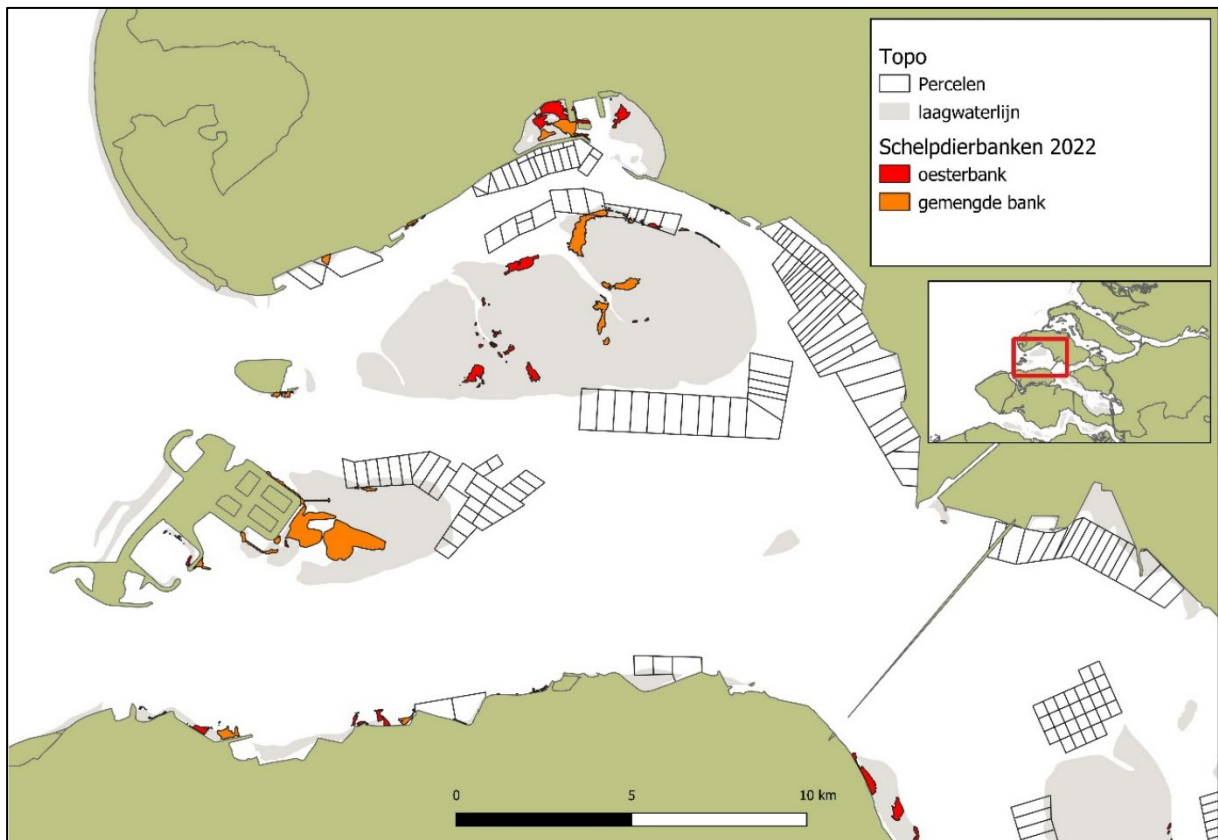 Topo
Percelen
laagwaterlijn
Schelpdierbanken 2022
oesterbank
gemengde bank
0 5 10 km